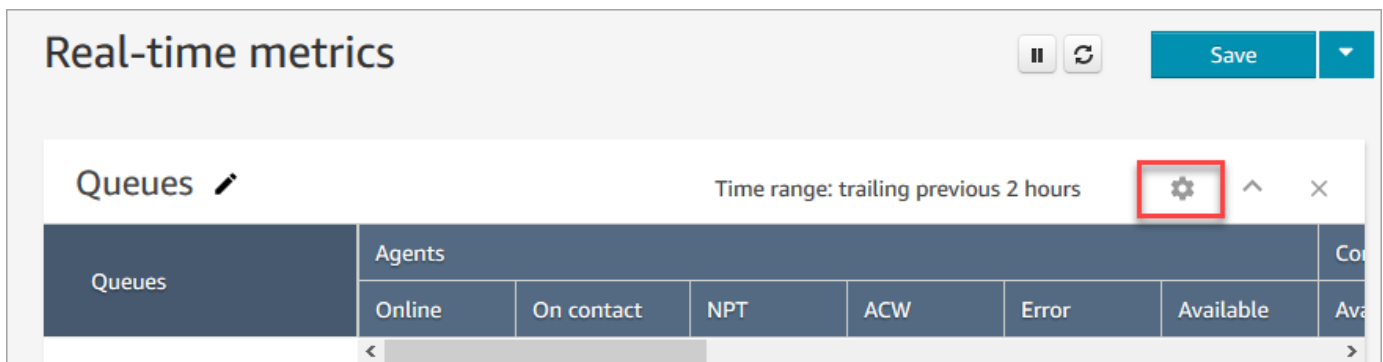 Real-time metrics
Save
Queues
Time range: trailing previous 2 hours
Queues
Agents
Online
On contact
NPT
ACW
Error
Available